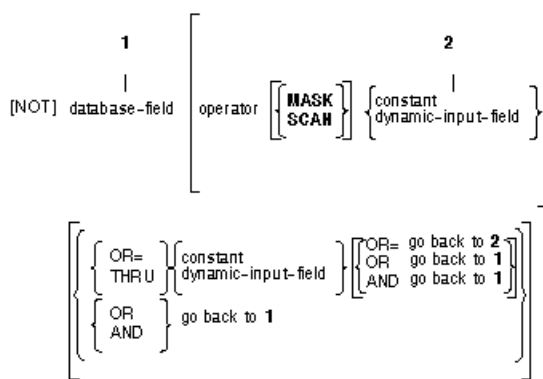 1 2
[NOT] database-field operator MASK constant
SCAN dynamic-input-field
OR= constant OR= go back to 2
THRU dynamic-input-field OR go back to 1
AND go back to 1
OR go back to 1
AND